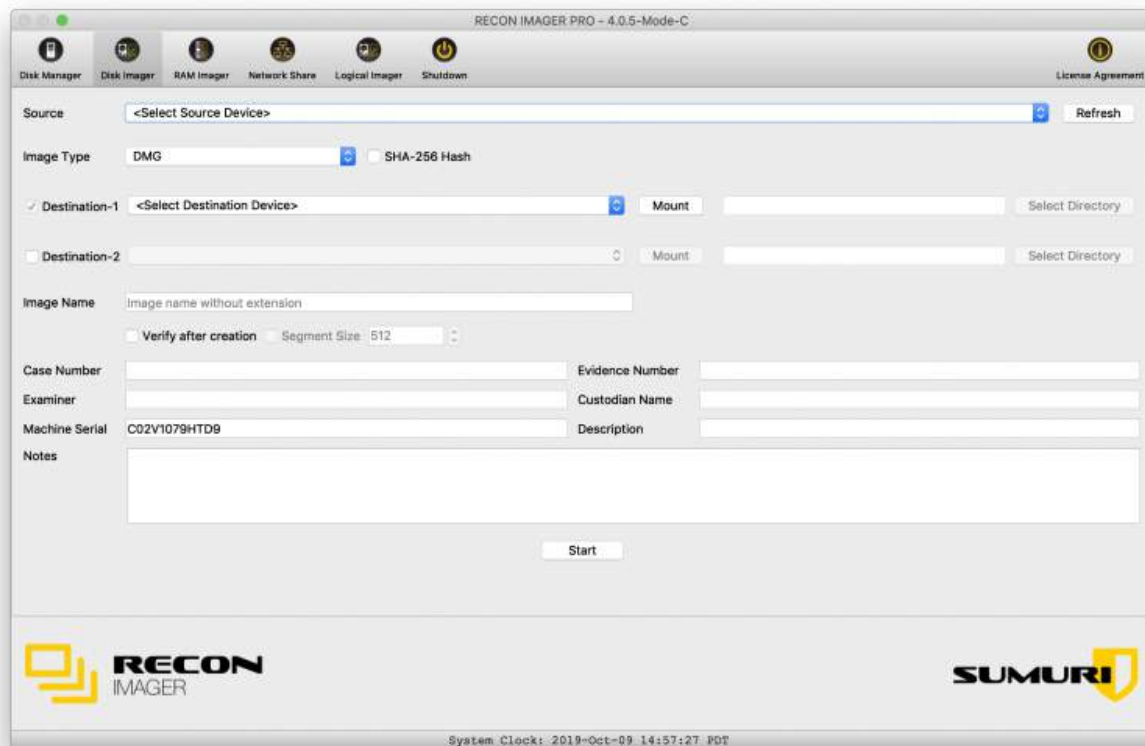 RECON IMAGER PRO - 4.0.5-Mode-C
Disk Manager Disk Imager RAM Imager Network Share Logical Imager Shutdown License Agreement
Source <Select Source Device> Refresh
Image Type DMG SHA-256 Hash
Destination-1 <Select Destination Device> Mount Select Directory
Destination-2 Mount Select Directory
Image Name Image name without extension
Verify after creation Segment Size 512
Case Number Evidence Number
Examiner Custodian Name
Machine Serial C02V1079HTD9 Description
Notes
Start
RECON
IMAGER
SUMURI
System Clock: 2019-Oct-09 14:57:27 PDT